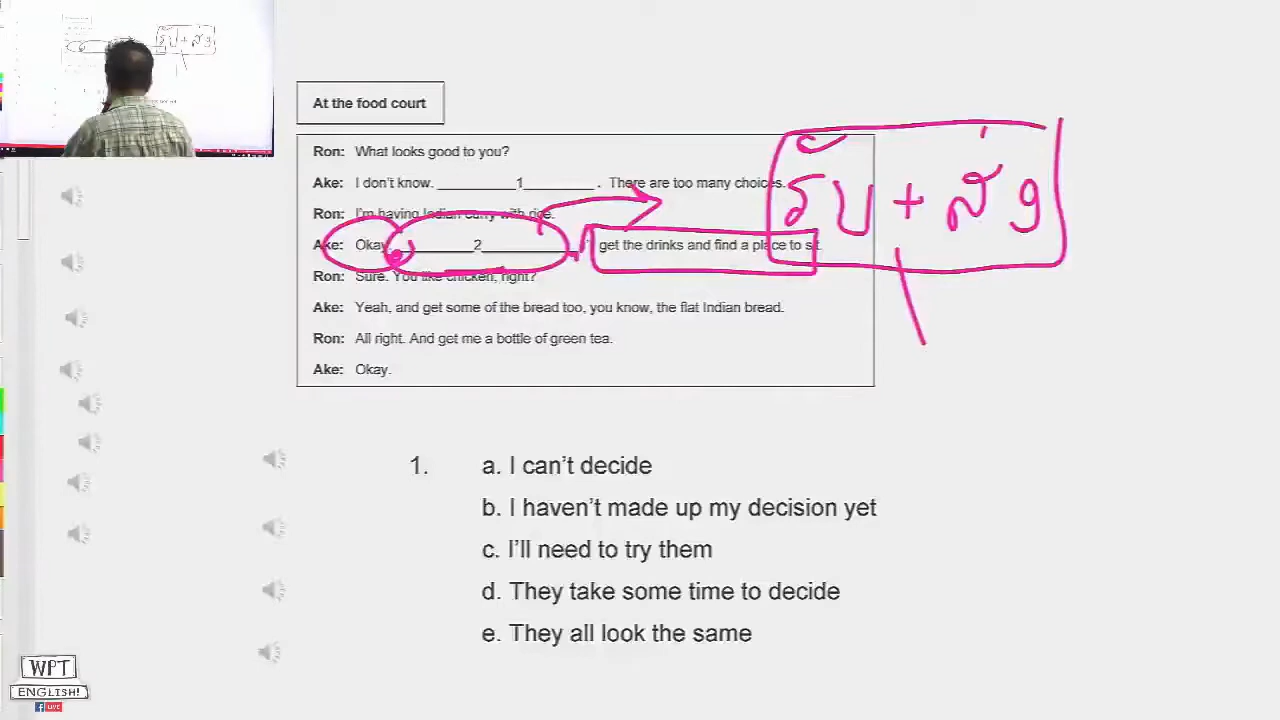 At the food court
Ron: What looks good to you?
Ake: I don't know. __________1_________ . There are too many choices.
Ron: I'm having Indian curry with rice.
Ake: Okay, _________2__________ get the drinks and find a place to sit.
Ron: Sure. You like chicken, right?
Ake: Yeah, and get some of the bread too, you know, the flat Indian bread.
Ron: All right. And get me a bottle of green tea.
Ake: Okay.
รับ + ส่ง
1. a. I can't decide
b. I haven't made up my decision yet
c. I'll need to try them
d. They take some time to decide
e. They all look the same
WPT
ENGLISH!
LIVE